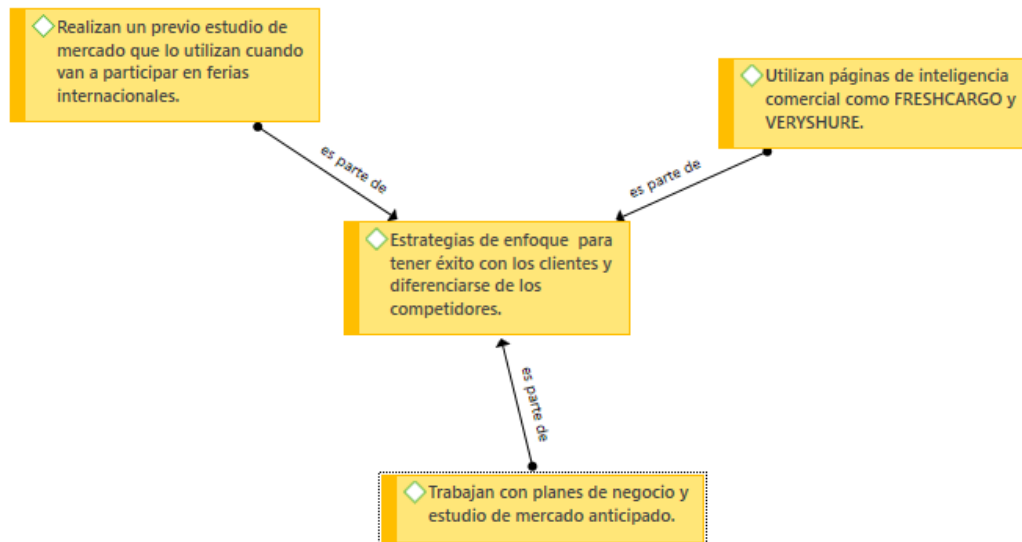 Realizan un previo estudio de
mercado que lo utilizan cuando
van a participar en ferias
internacionales.
Utilizan páginas de inteligencia
comercial como FRESHCARGO y
VERYSHURE.
es parte de
es parte de
Estrategias de enfoque para
tener éxito con los clientes y
diferenciarse de los
competidores.
es parte de
Trabajan con planes de negocio y
estudio de mercado anticipado.